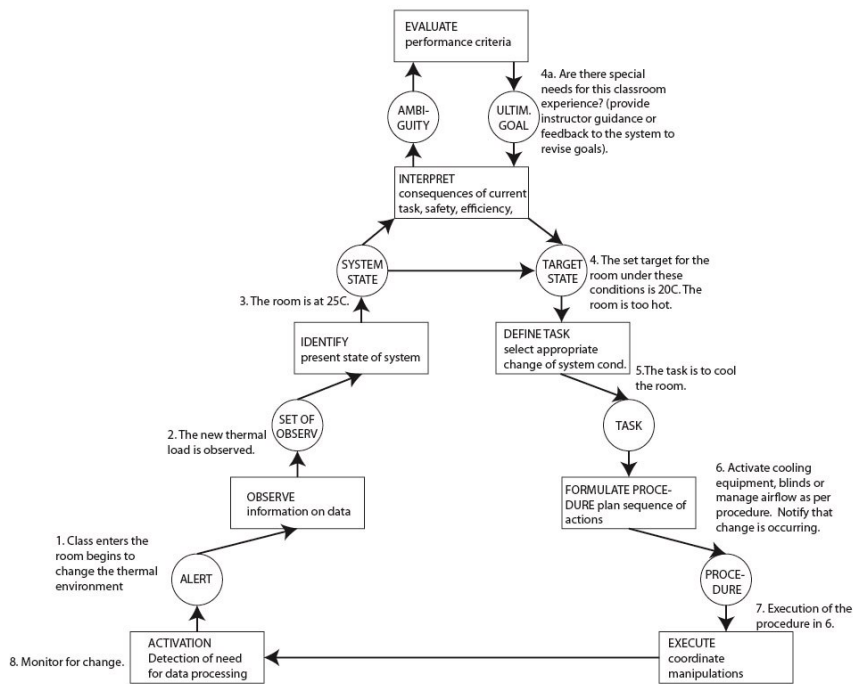 EVALUATE
performance criteria
4a. Are there special
needs for this classroom
experience? (provide
instructor guidance or
feedback to the system to
revise goals).
AMBI-
GUITY
ULTIM.
GOAL
INTERPRET
consequences of current
task, safety, efficiency,
SYSTEM
STATE
TARGET
STATE
4. The set target for the
room under these
conditions is 20C. The
room is too hot.
3. The room is at 25C.
IDENTIFY
present state of system
DEFINE TASK
select appropriate
change of system cond.
5.The task is to cool
the room.
SET OF
OBSERV
2. The new thermal
load is observed.
TASK
OBSERVE
information on data
FORMULATE PROCE-
DURE plan sequence of
actions
6. Activate cooling
equipment, blinds or
manage airflow as per
procedure. Notify that
change is occurring.
1. Class enters the
room begins to
change the thermal
environment
ALERT
PROCE-
DURE
7. Execution of the
procedure in 6.
8. Monitor for change.
ACTIVATION
Detection of need
for data processing
EXECUTE
coordinate
manipulations